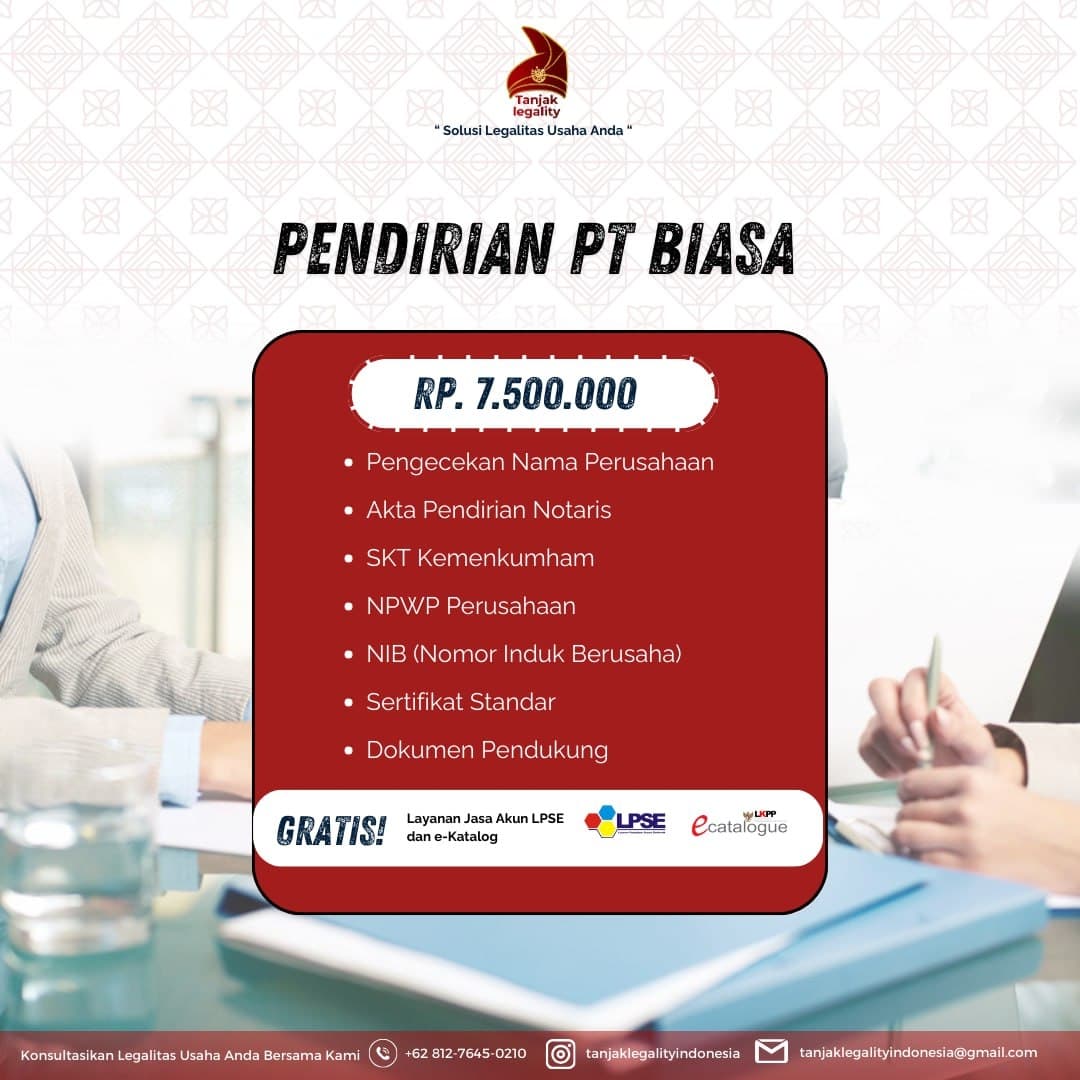 Tanjak
legality
“ Solusi Legalitas Usaha Anda “
PENDIRIAN PT BIASA
RP. 7.500.000
Pengecekan Nama Perusahaan
Akta Pendirian Notaris
SKT Kemenkumham
NPWP Perusahaan
NIB (Nomor Induk Berusaha)
Sertifikat Standar
Dokumen Pendukung
GRATIS!
Layanan Jasa Akun LPSE
dan e-Katalog
LPSE
LKPP
ecatalogue
Konsultasikan Legalitas Usaha Anda Bersama Kami
+62 812-7645-0210
tanjaklegalityindonesia
tanjaklegalityindonesia@gmail.com